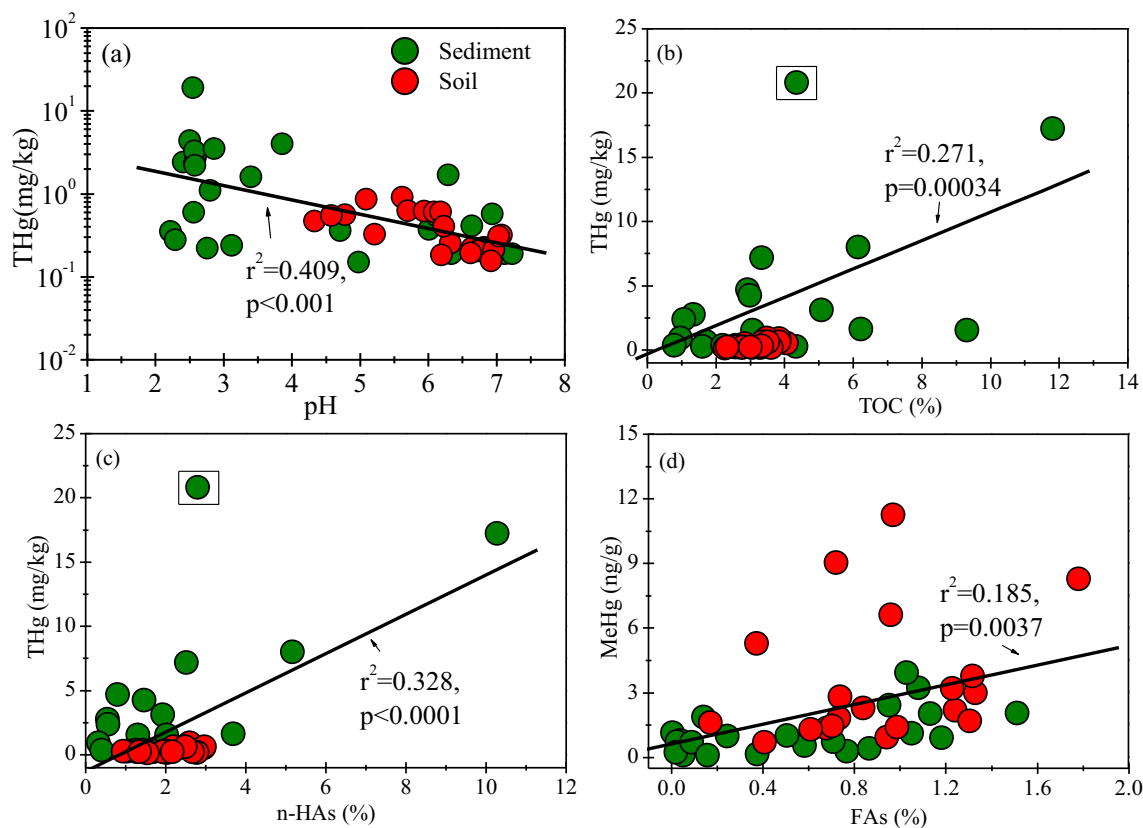 (a)
Sediment
Soil
THg(mg/kg)
10²
10¹
10⁰
10⁻¹
10⁻²
r²=0.409,
p<0.001
1 2 3 4 5 6 7 8
pH
(b)
THg (mg/kg)
25
20
15
10
5
0
r²=0.271,
p=0.00034
0 2 4 6 8 10 12 14
TOC (%)
(c)
THg (mg/kg)
25
20
15
10
5
0
r²=0.328,
p<0.0001
0 2 4 6 8 10 12
n-HAs (%)
(d)
MeHg (ng/g)
15
12
9
6
3
0
r²=0.185,
p=0.0037
0.0 0.4 0.8 1.2 1.6 2.0
FAs (%)